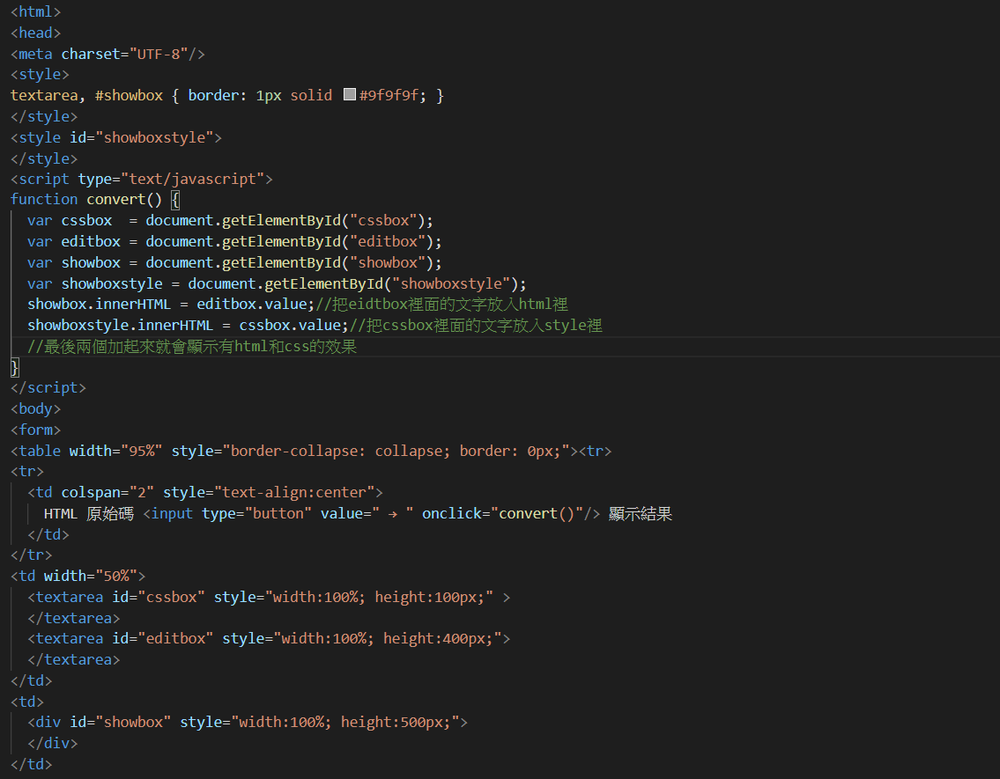 <html>
<head>
<meta charset="UTF-8"/>
<style>
textarea, #showbox { border: 1px solid #9f9f9f; }
</style>
<style id="showboxstyle">
</style>
<script type="text/javascript">
function convert() {
  var cssbox  = document.getElementById("cssbox");
  var editbox = document.getElementById("editbox");
  var showbox = document.getElementById("showbox");
  var showboxstyle = document.getElementById("showboxstyle");
  showbox.innerHTML = editbox.value;//把eidtbox裡面的文字放入html裡
  showboxstyle.innerHTML = cssbox.value;//把cssbox裡面的文字放入style裡
  //最後兩個加起來就會顯示有html和css的效果
}
</script>
<body>
<form>
<table width="95%" style="border-collapse: collapse; border: 0px;"><tr>
<tr>
  <td colspan="2" style="text-align:center">
    HTML 原始碼 <input type="button" value=" → " onclick="convert()"/> 顯示結果
  </td>
</tr>
<td width="50%">
  <textarea id="cssbox" style="width:100%; height:100px;" >
  </textarea>
  <textarea id="editbox" style="width:100%; height:400px;">
  </textarea>
</td>
<td>
  <div id="showbox" style="width:100%; height:500px;">
  </div>
</td>